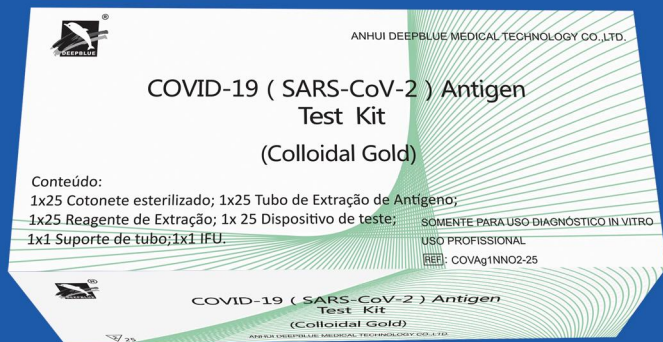 ®
DEEPBLUE
ANHUI DEEPBLUE MEDICAL TECHNOLOGY CO.,LTD.
COVID-19 ( SARS-CoV-2 ) Antigen
Test Kit
(Colloidal Gold)
Conteúdo:
1x25 Cotonete esterilizado; 1x25 Tubo de Extração de Antígeno;
1x25 Reagente de Extração; 1x 25 Dispositivo de teste;
1x1 Suporte de tubo;1x1 IFU.
SOMENTE PARA USO DIAGNÓSTICO IN VITRO
USO PROFISSIONAL
REF : COVAg1NNO2-25
®
DEEPBLUE
COVID-19 ( SARS-CoV-2 ) Antigen
Test Kit
(Colloidal Gold)
ANHUI DEEPBLUE MEDICAL TECHNOLOGY CO.,LTD.
25